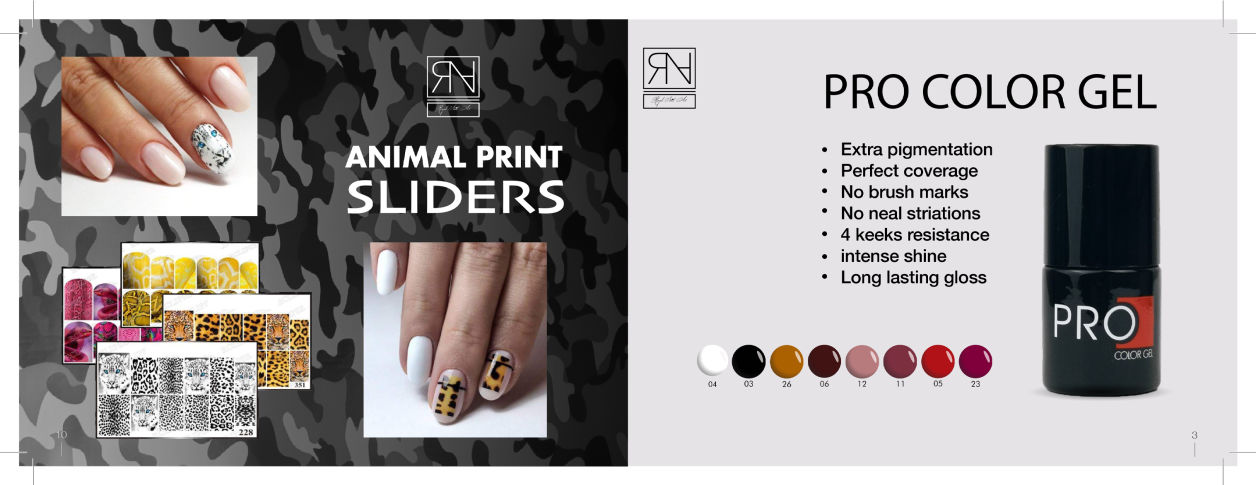 RN
ANIMAL PRINT
SLIDERS
351
228
10
RN
PRO COLOR GEL
• Extra pigmentation
• Perfect coverage
• No brush marks
• No neal striations
• 4 keeks resistance
• intense shine
• Long lasting gloss
PRO
COLOR GEL
04 03 26 06 12 11 05 23
3